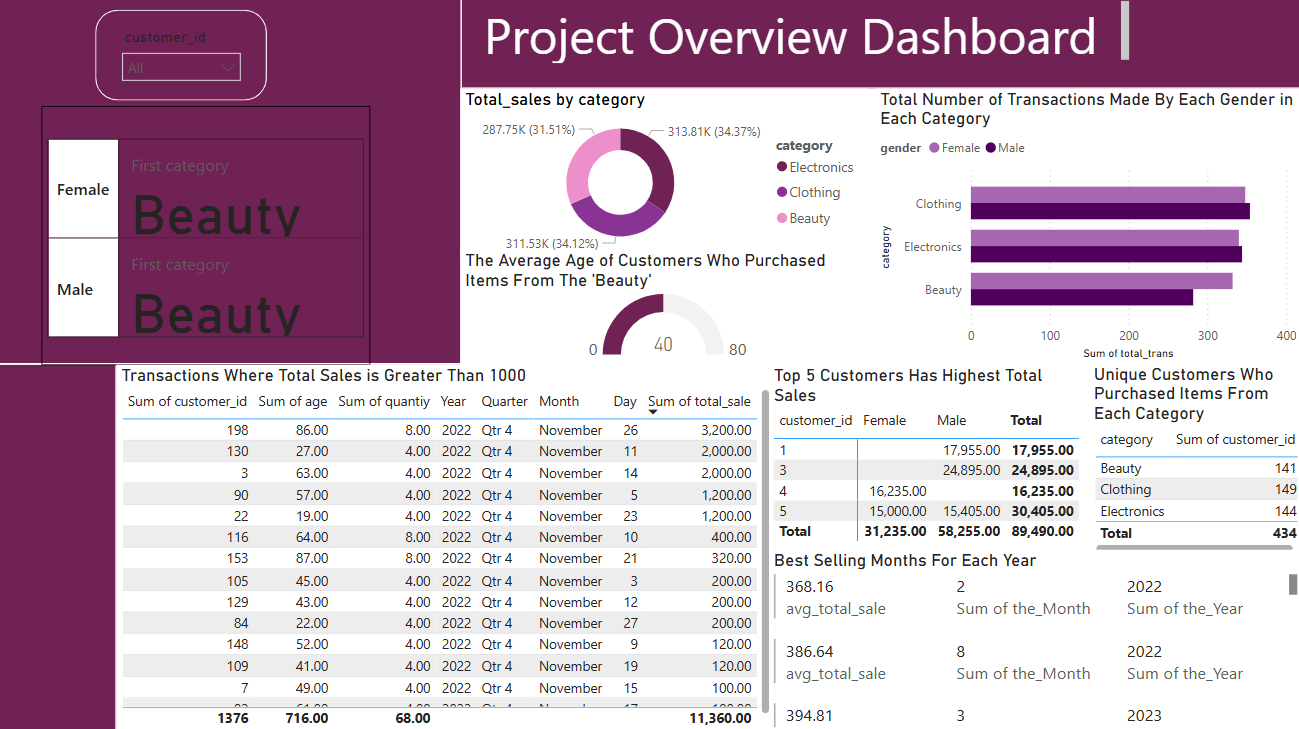 customer_id
All
Project Overview Dashboard
Female
First category
Beauty
Male
First category
Beauty
Total_sales by category
287.75K (31.51%)
313.81K (34.37%)
311.53K (34.12%)
category
Electronics
Clothing
Beauty
The Average Age of Customers Who Purchased
Items From The 'Beauty'
0
40
80
Total Number of Transactions Made By Each Gender in
Each Category
gender Female Male
category
Clothing
Electronics
Beauty
0 100 200 300 400
Sum of total_trans
Transactions Where Total Sales is Greater Than 1000
Sum of customer_id Sum of age Sum of quantiy Year Quarter Month Day Sum of total_sale
198 86.00 8.00 2022 Qtr 4 November 26 3,200.00
130 27.00 4.00 2022 Qtr 4 November 11 2,000.00
3 63.00 4.00 2022 Qtr 4 November 14 2,000.00
90 57.00 4.00 2022 Qtr 4 November 5 1,200.00
22 19.00 4.00 2022 Qtr 4 November 23 1,200.00
116 64.00 8.00 2022 Qtr 4 November 10 400.00
153 87.00 8.00 2022 Qtr 4 November 21 320.00
105 45.00 4.00 2022 Qtr 4 November 3 200.00
129 43.00 4.00 2022 Qtr 4 November 12 200.00
84 22.00 4.00 2022 Qtr 4 November 27 200.00
148 52.00 4.00 2022 Qtr 4 November 9 120.00
109 41.00 4.00 2022 Qtr 4 November 19 120.00
7 49.00 4.00 2022 Qtr 4 November 15 100.00
1376 716.00 68.00 11,360.00
Top 5 Customers Has Highest Total
Sales
customer_id Female Male Total
1 17,955.00 17,955.00
3 24,895.00 24,895.00
4 16,235.00 16,235.00
5 15,000.00 15,405.00 30,405.00
Total 31,235.00 58,255.00 89,490.00
Unique Customers Who
Purchased Items From
Each Category
category Sum of customer_id
Beauty 141
Clothing 149
Electronics 144
Total 434
Best Selling Months For Each Year
368.16 2 2022
avg_total_sale Sum of the_Month Sum of the_Year
386.64 8 2022
avg_total_sale Sum of the_Month Sum of the_Year
394.81 3 2023